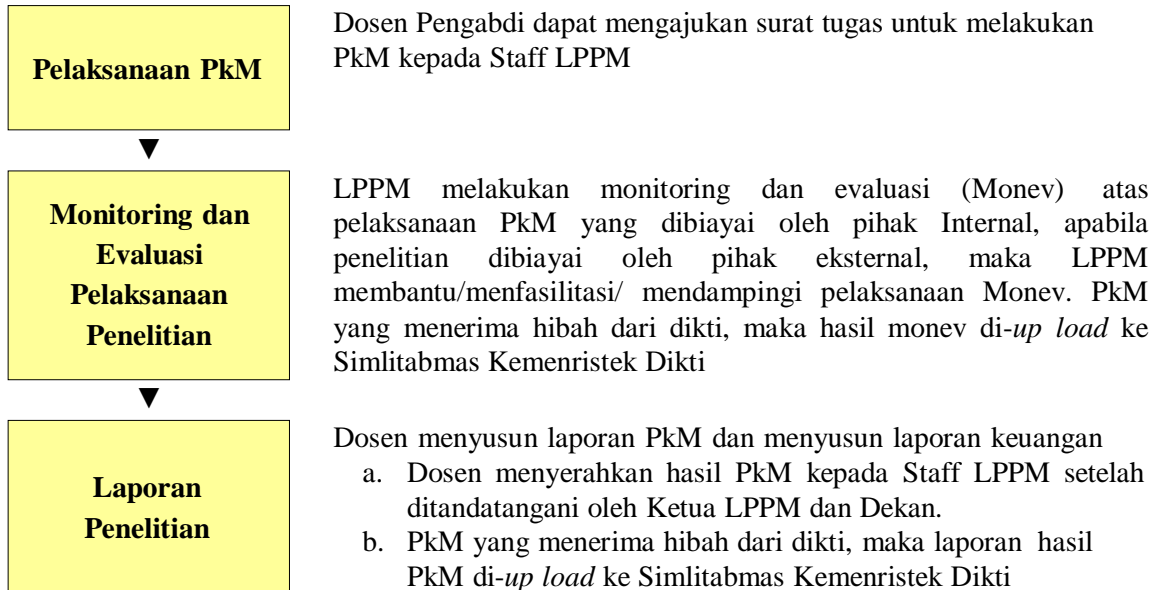 Pelaksanaan PkM
Dosen Pengabdi dapat mengajukan surat tugas untuk melakukan
PkM kepada Staff LPPM
Monitoring dan
Evaluasi
Pelaksanaan
Penelitian
LPPM melakukan monitoring dan evaluasi (Monev) atas
pelaksanaan PkM yang dibiayai oleh pihak Internal, apabila
penelitian dibiayai oleh pihak eksternal, maka LPPM
membantu/menfasilitasi/ mendampingi pelaksanaan Monev. PkM
yang menerima hibah dari dikti, maka hasil monev di-up load ke
Simlitabmas Kemenristek Dikti
Laporan
Penelitian
Dosen menyusun laporan PkM dan menyusun laporan keuangan
a. Dosen menyerahkan hasil PkM kepada Staff LPPM setelah
ditandatangani oleh Ketua LPPM dan Dekan.
b. PkM yang menerima hibah dari dikti, maka laporan hasil
PkM di-up load ke Simlitabmas Kemenristek Dikti